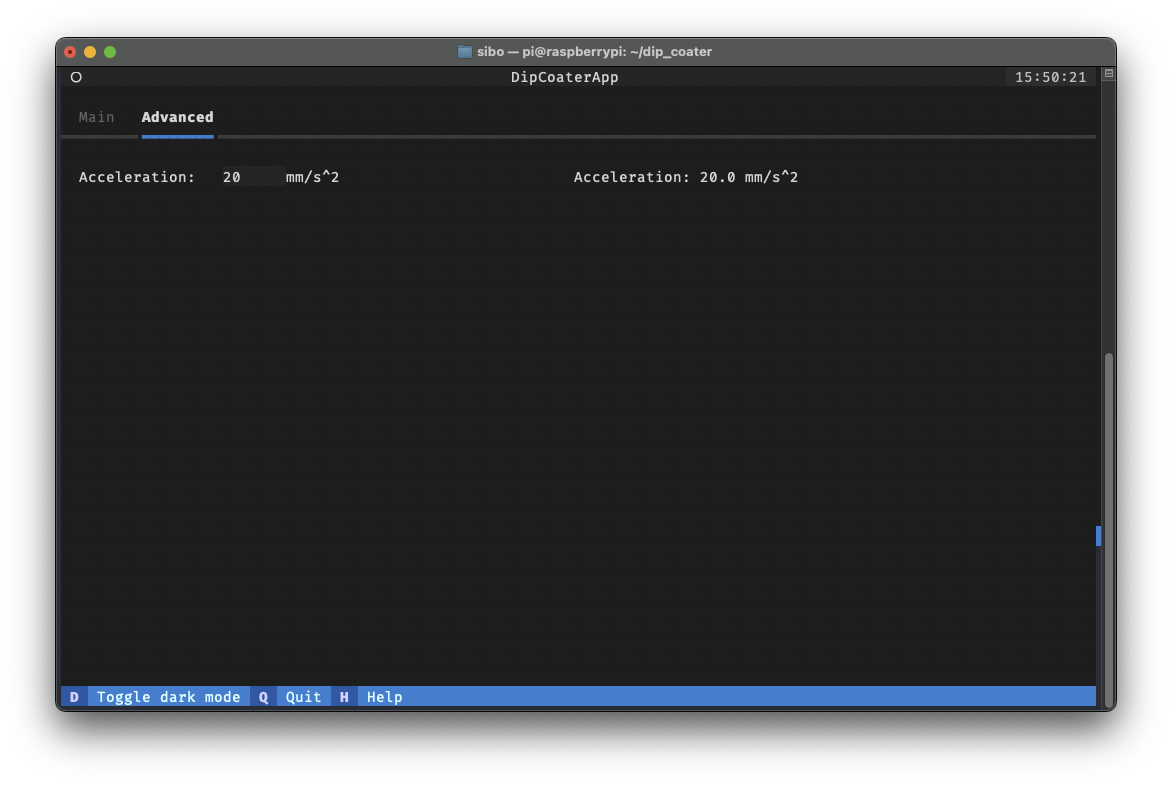 sibo — pi@raspberrypi: ~/dip_coater
DipCoaterApp 15:50:21
Main Advanced
Acceleration: 20 mm/s^2 Acceleration: 20.0 mm/s^2
D Toggle dark mode Q Quit H Help